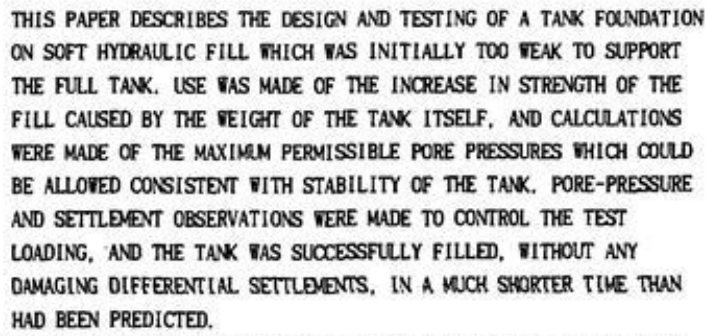 THIS PAPER DESCRIBES THE DESIGN AND TESTING OF A TANK FOUNDATION
ON SOFT HYDRAULIC FILL WHICH WAS INITIALLY TOO WEAK TO SUPPORT
THE FULL TANK. USE WAS MADE OF THE INCREASE IN STRENGTH OF THE
FILL CAUSED BY THE WEIGHT OF THE TANK ITSELF, AND CALCULATIONS
WERE MADE OF THE MAXIMUM PERMISSIBLE PORE PRESSURES WHICH COULD
BE ALLOWED CONSISTENT WITH STABILITY OF THE TANK. PORE-PRESSURE
AND SETTLEMENT OBSERVATIONS WERE MADE TO CONTROL THE TEST
LOADING, AND THE TANK WAS SUCCESSFULLY FILLED, WITHOUT ANY
DAMAGING DIFFERENTIAL SETTLEMENTS, IN A MUCH SHORTER TIME THAN
HAD BEEN PREDICTED.